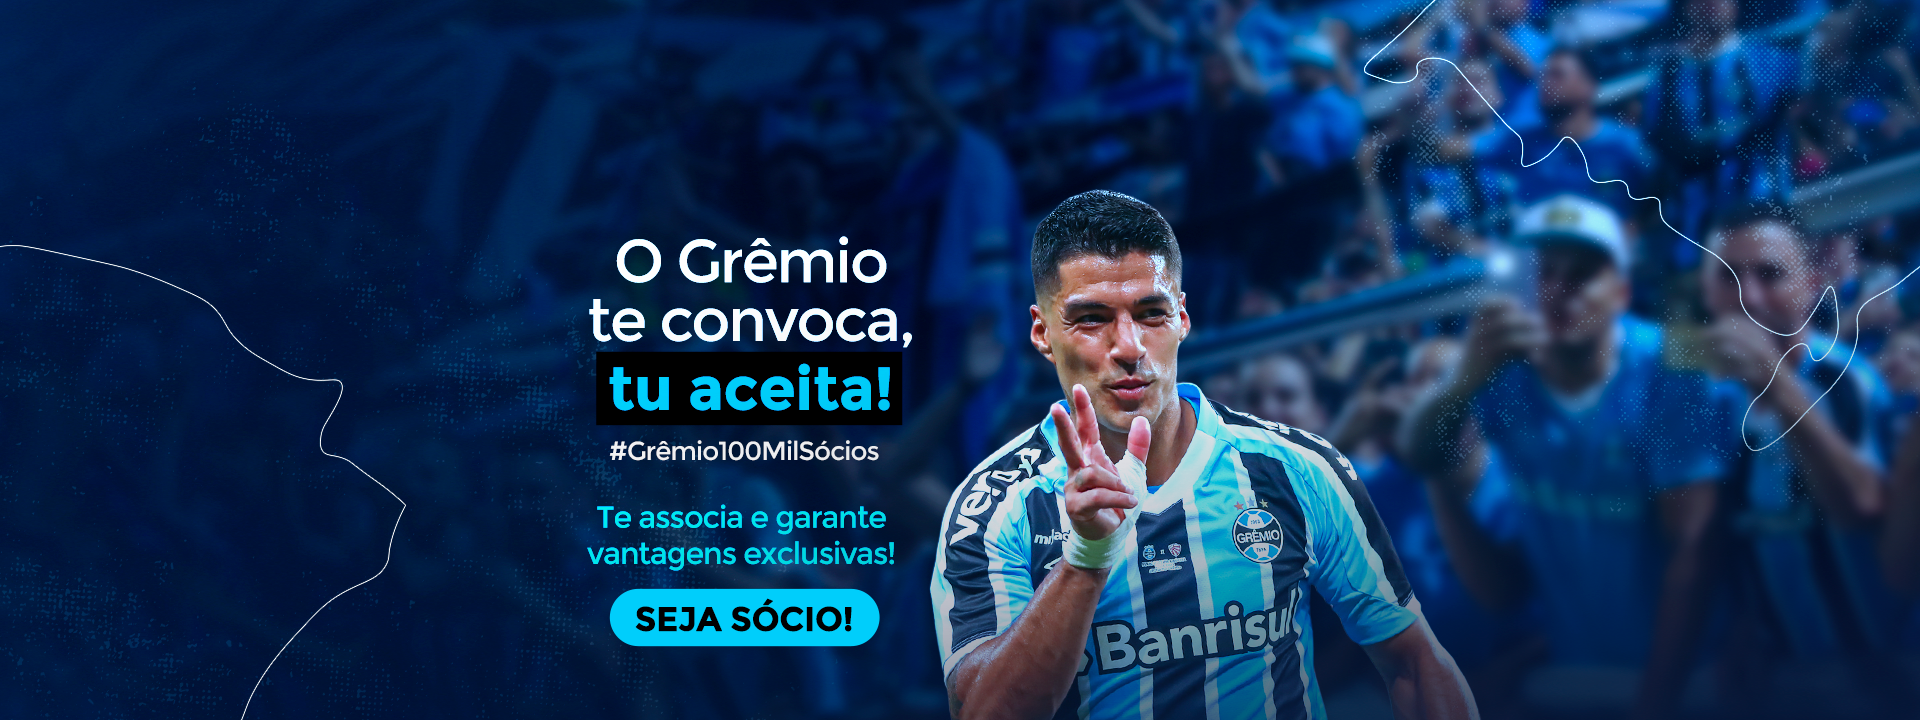 O Grêmio
te convoca,
tu aceita!
#Grêmio100MilSócios
Te associa e garante
vantagens exclusivas!
SEJA SÓCIO!
GRÊMIO
Banrisul